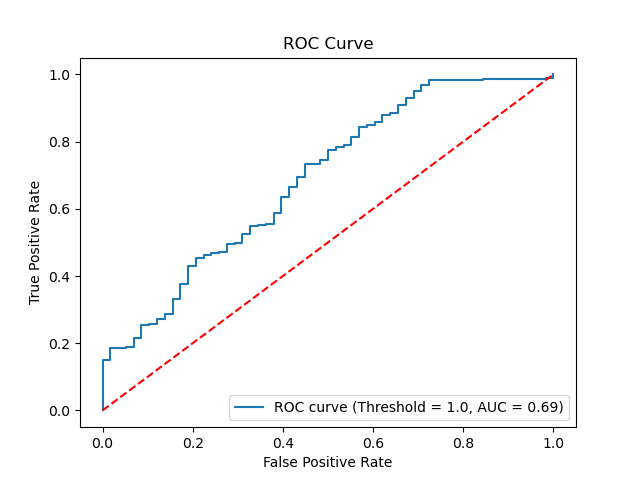 ROC Curve
True Positive Rate
1.0
0.8
0.6
0.4
0.2
0.0
ROC curve (Threshold = 1.0, AUC = 0.69)
0.0 0.2 0.4 0.6 0.8 1.0
False Positive Rate